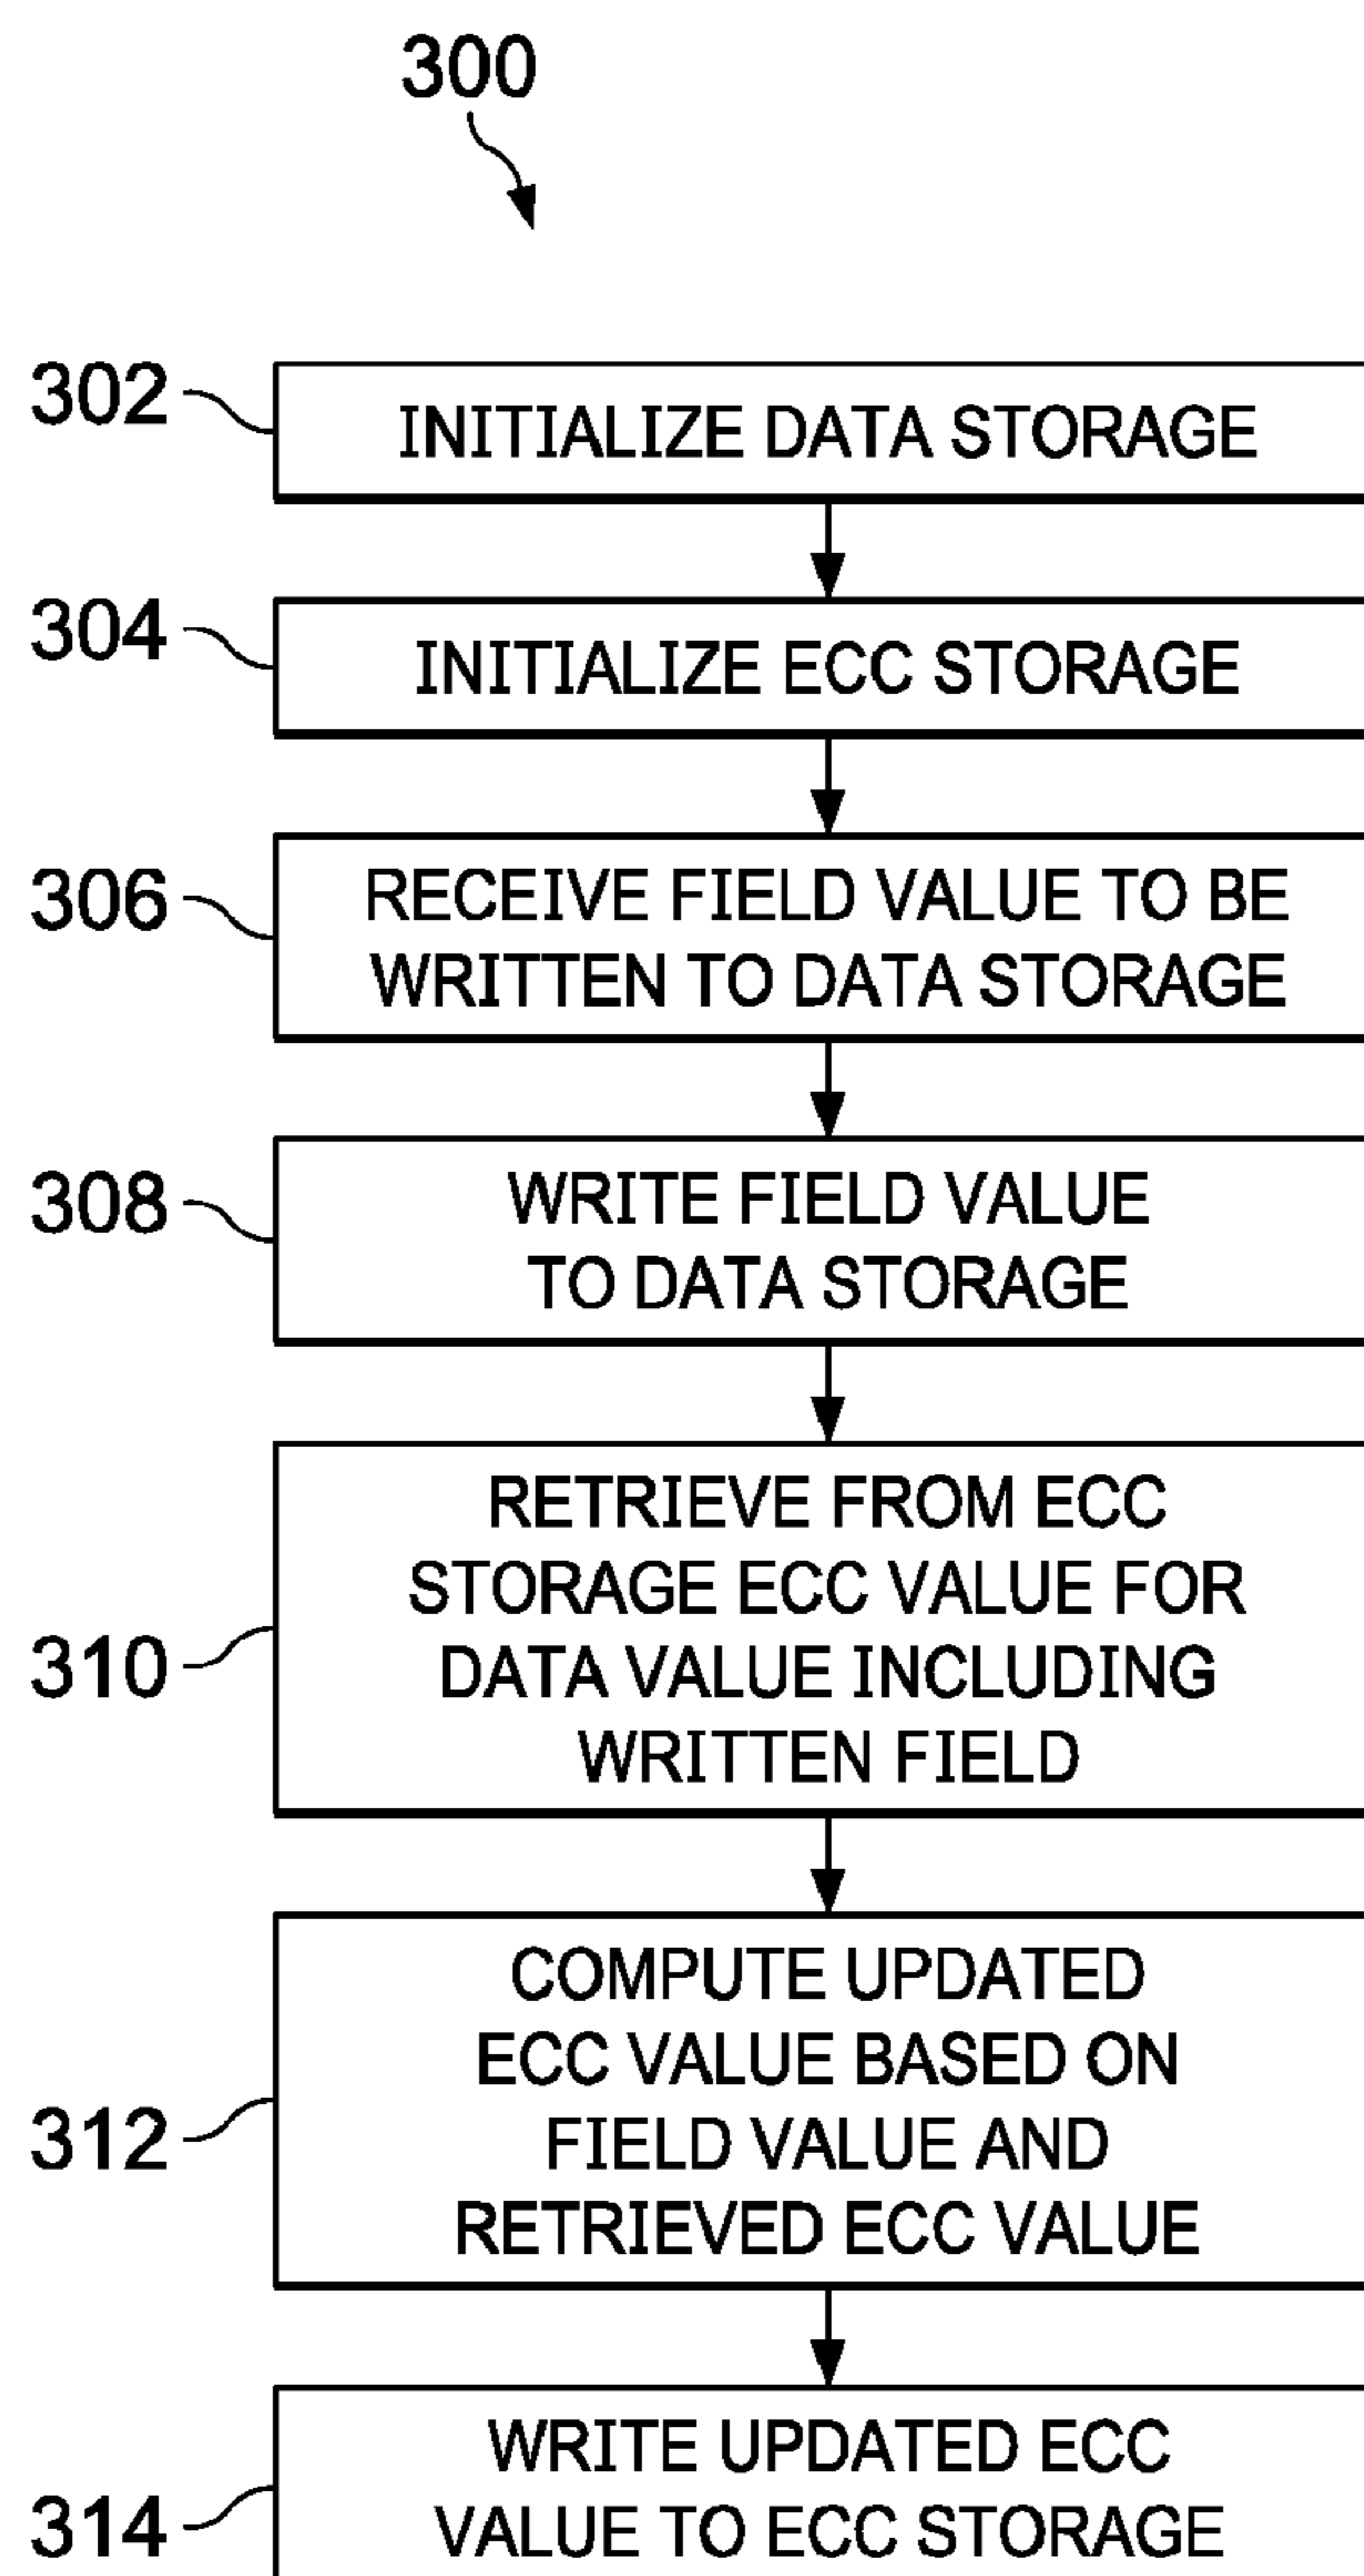 300
302
INITIALIZE DATA STORAGE
304
INITIALIZE ECC STORAGE
306
RECEIVE FIELD VALUE TO BE
WRITTEN TO DATA STORAGE
308
WRITE FIELD VALUE
TO DATA STORAGE
310
RETRIEVE FROM ECC
STORAGE ECC VALUE FOR
DATA VALUE INCLUDING
WRITTEN FIELD
312
COMPUTE UPDATED
ECC VALUE BASED ON
FIELD VALUE AND
RETRIEVED ECC VALUE
314
WRITE UPDATED ECC
VALUE TO ECC STORAGE